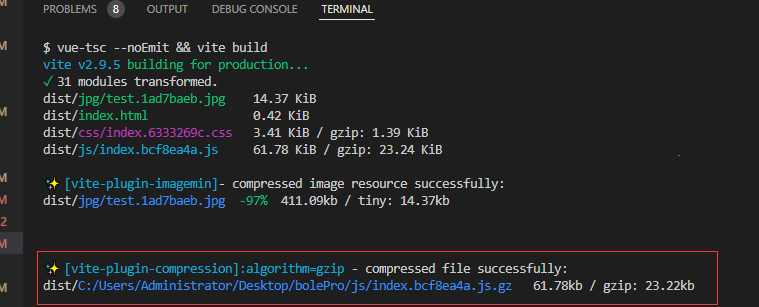 PROBLEMS 8 OUTPUT DEBUG CONSOLE TERMINAL
$ vue-tsc --noEmit && vite build
vite v2.9.5 building for production...
✓ 31 modules transformed.
dist/jpg/test.1ad7baeb.jpg 14.37 KiB
dist/index.html 0.42 KiB
dist/css/index.6333269c.css 3.41 KiB / gzip: 1.39 KiB
dist/js/index.bcf8ea4a.js 61.78 KiB / gzip: 23.24 KiB
✨ [vite-plugin-imagemin]- compressed image resource successfully:
dist/jpg/test.1ad7baeb.jpg -97% 411.09kb / tiny: 14.37kb
✨ [vite-plugin-compression]:algorithm=gzip - compressed file successfully:
dist/C:/Users/Administrator/Desktop/bolePro/js/index.bcf8ea4a.js.gz 61.78kb / gzip: 23.22kb
M
M
M
M
M
2
M
M